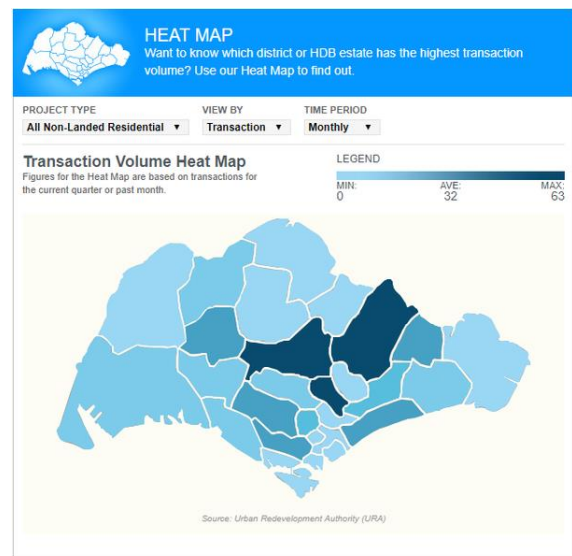 HEAT MAP
Want to know which district or HDB estate has the highest transaction
volume? Use our Heat Map to find out.
PROJECT TYPE VIEW BY TIME PERIOD
All Non-Landed Residential ▼ Transaction ▼ Monthly ▼
Transaction Volume Heat Map
Figures for the Heat Map are based on transactions for
the current quarter or past month.
LEGEND
MIN: AVE: MAX:
0 32 63
Source: Urban Redevelopment Authority (URA)